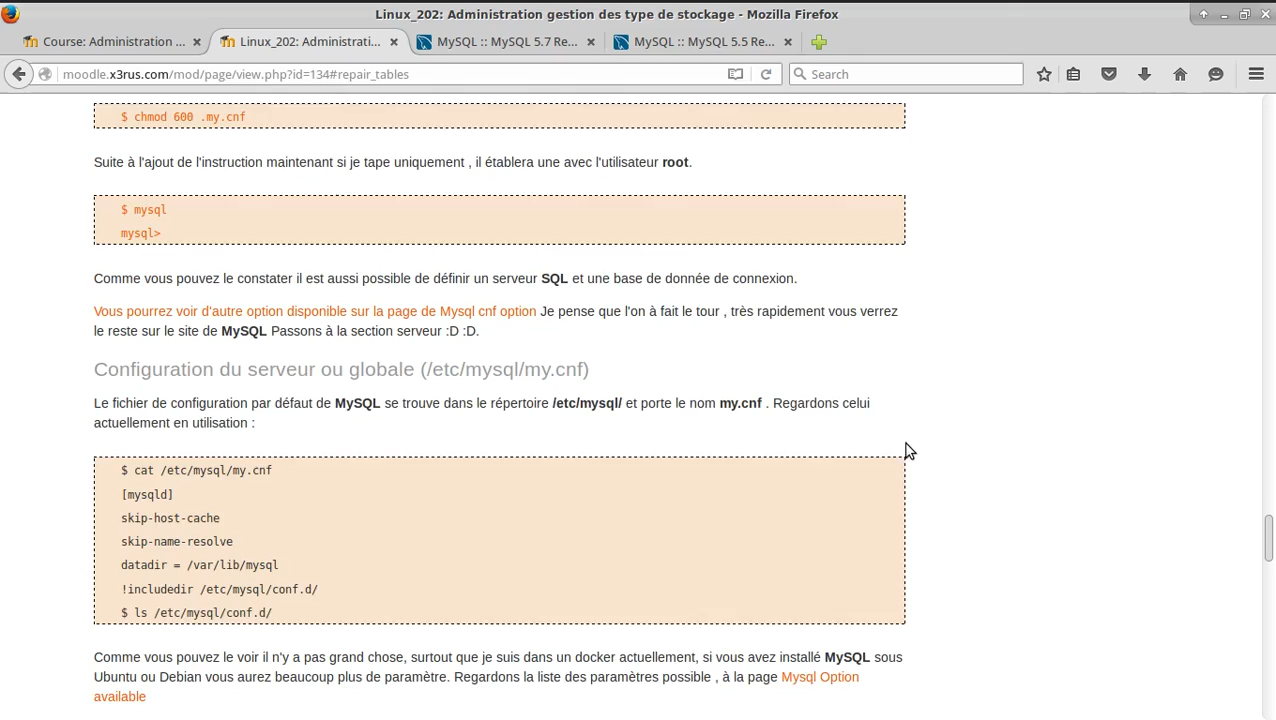 Linux_202: Administration gestion des type de stockage - Mozilla Firefox
Course: Administration ...
Linux_202: Administrati...
MySQL :: MySQL 5.7 Re...
MySQL :: MySQL 5.5 Re...
moodle.x3rus.com/mod/page/view.php?id=134#repair_tables
Search
$ chmod 600 .my.cnf
Suite à l'ajout de l'instruction maintenant si je tape uniquement , il établera une avec l'utilisateur root.
$ mysql
mysql>
Comme vous pouvez le constater il est aussi possible de définir un serveur SQL et une base de donnée de connexion.
Vous pourrez voir d'autre option disponible sur la page de Mysql cnf option Je pense que l'on à fait le tour , très rapidement vous verrez
le reste sur le site de MySQL Passons à la section serveur :D :D.
Configuration du serveur ou globale (/etc/mysql/my.cnf)
Le fichier de configuration par défaut de MySQL se trouve dans le répertoire /etc/mysql/ et porte le nom my.cnf . Regardons celui
actuellement en utilisation :
$ cat /etc/mysql/my.cnf
[mysqld]
skip-host-cache
skip-name-resolve
datadir = /var/lib/mysql
!includedir /etc/mysql/conf.d/
$ ls /etc/mysql/conf.d/
Comme vous pouvez le voir il n'y a pas grand chose, surtout que je suis dans un docker actuellement, si vous avez installé MySQL sous
Ubuntu ou Debian vous aurez beaucoup plus de paramètre. Regardons la liste des paramètres possible , à la page Mysql Option
available